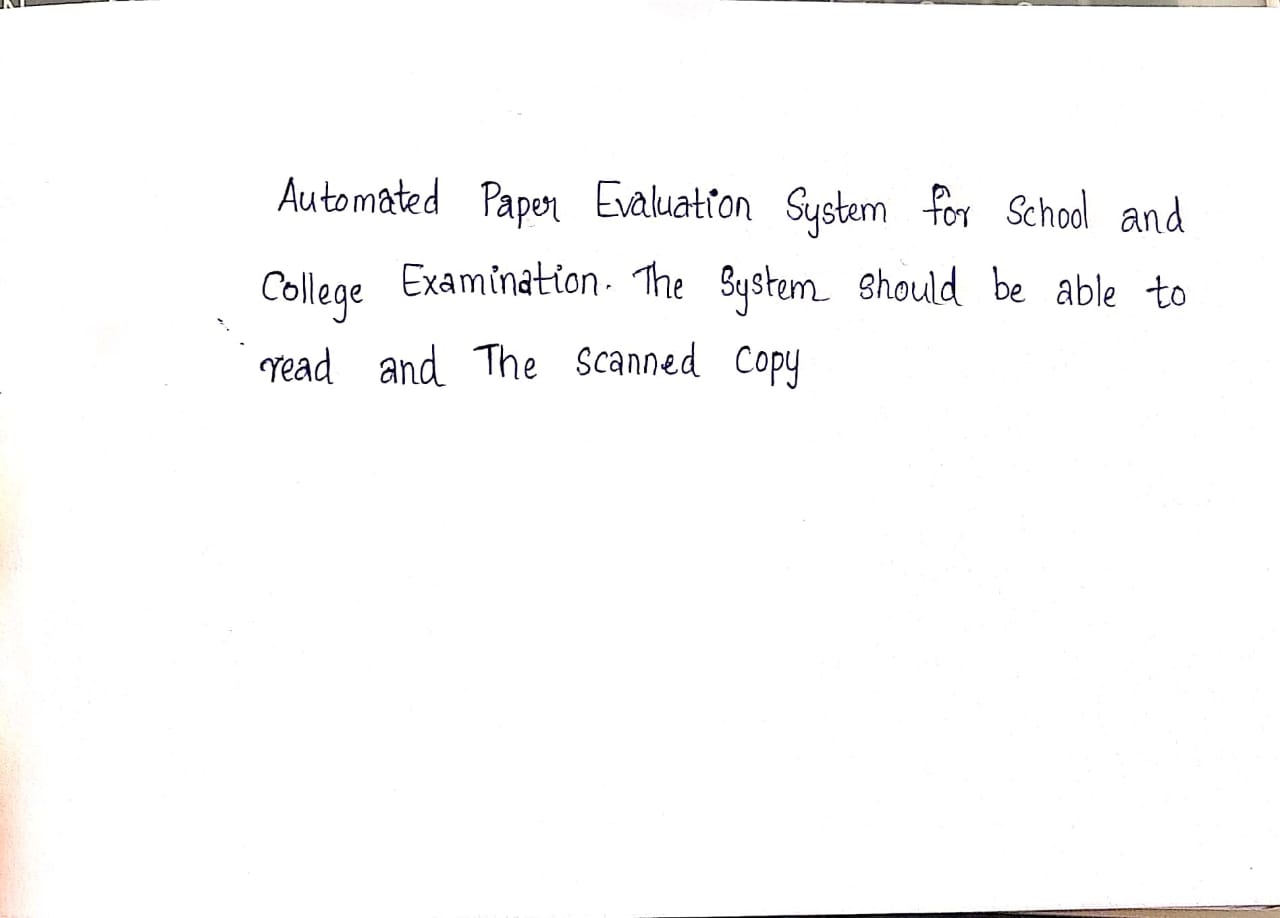 Automated Paper Evaluation System for School and
College Examination. The System should be able to
read and The Scanned Copy